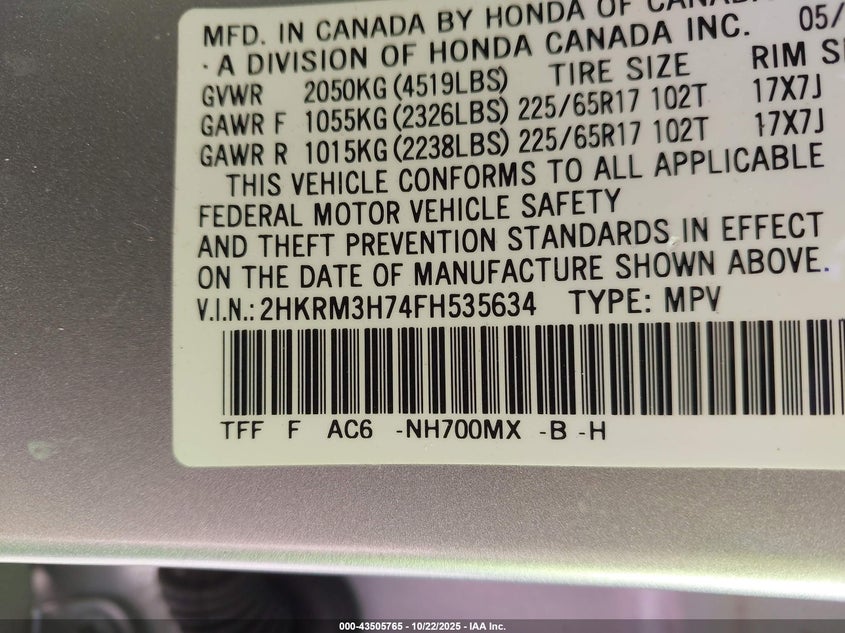 MFD. IN CANADA BY HONDA OF CANADA
· A DIVISION OF HONDA CANADA INC. 05/
TIRE SIZE RIM
GVWR 2050KG (4519LBS)
GAWR F 1055KG (2326LBS) 225/65R17 102T 17X7J
GAWR R 1015KG (2238LBS) 225/65R17 102T 17X7J
THIS VEHICLE CONFORMS TO ALL APPLICABLE
FEDERAL MOTOR VEHICLE SAFETY
AND THEFT PREVENTION STANDARDS IN EFFECT
ON THE DATE OF MANUFACTURE SHOWN ABOVE.
V.I.N.: 2HKRM3H74FH535634 TYPE: MPV
TFF F AC6 -NH700MX -B -H
000-43505765 - 10/22/2025 - IAA Inc.